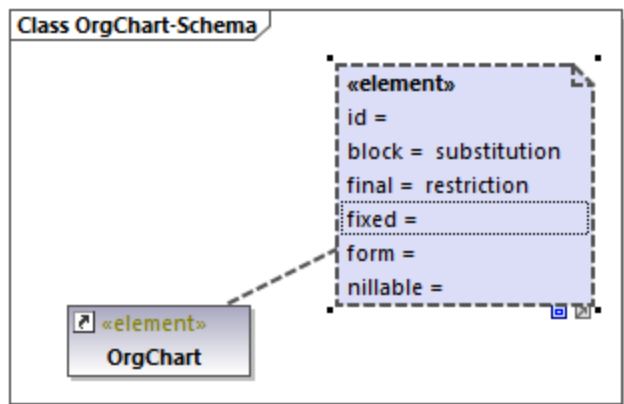 Class OrgChart-Schema
«element»
id =
block = substitution
final = restriction
fixed =
form =
nillable =
«element»
OrgChart